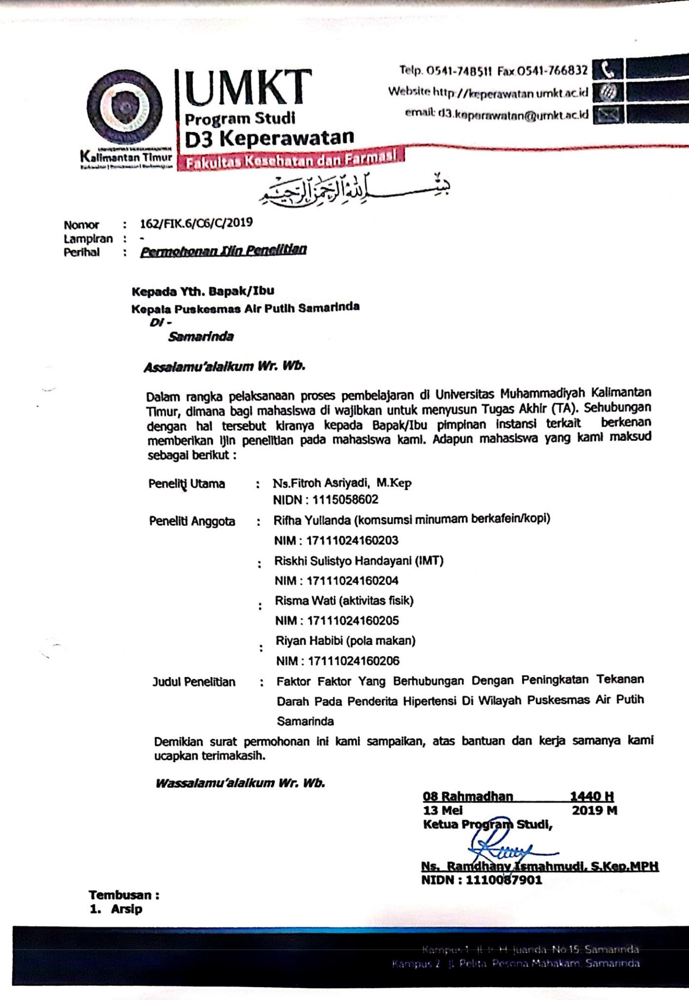 UMKT
Program Studi
D3 Keperawatan
Fakultas Kesehatan dan Farmasi
Kalimantan Timur
Telp. 0541-748511 Fax.0541-766832
Website http://keperawatan.umkt.ac.id
email: d3.keperawatan@umkt.ac.id
بِسْــــــمِ اللهِ الرَّحْمٰنِ الرَّحِيْمِ
Nomor : 162/FIK.6/C6/C/2019
Lampiran : -
Perihal : Permohonan Ijin Penelitian
Kepada Yth. Bapak/Ibu
Kepala Puskesmas Air Putih Samarinda
Di -
Samarinda
Assalamu'alaikum Wr. Wb.
Dalam rangka pelaksanaan proses pembelajaran di Universitas Muhammadiyah Kalimantan
Timur, dimana bagi mahasiswa di wajibkan untuk menyusun Tugas Akhir (TA). Sehubungan
dengan hal tersebut kiranya kepada Bapak/Ibu pimpinan instansi terkait berkenan
memberikan ijin penelitian pada mahasiswa kami. Adapun mahasiswa yang kami maksud
sebagai berikut :
Peneliti Utama : Ns.Fitroh Asriyadi, M.Kep
NIDN : 1115058602
Peneliti Anggota : Rifha Yulianda (komsumsi minumam berkafein/kopi)
NIM : 17111024160203
: Riskhi Sulistyo Handayani (IMT)
NIM : 17111024160204
: Risma Wati (aktivitas fisik)
NIM : 17111024160205
: Riyan Habibi (pola makan)
NIM : 17111024160206
Judul Penelitian : Faktor Faktor Yang Berhubungan Dengan Peningkatan Tekanan
Darah Pada Penderita Hipertensi Di Wilayah Puskesmas Air Putih
Samarinda
Demikian surat permohonan ini kami sampaikan, atas bantuan dan kerja samanya kami
ucapkan terimakasih.
Wassalamu'alaikum Wr. Wb.
08 Rahmadhan 1440 H
13 Mei 2019 M
Ketua Program Studi,
Ns. Ramdhany Ismahmudi, S.Kep.MPH
NIDN : 1110087901
Tembusan :
1. Arsip
Kampus 1 Jl. Ir. H. Juanda. No.15, Samarinda
Kampus 2 Jl. Pelita Pesona Mahakam, Samarinda